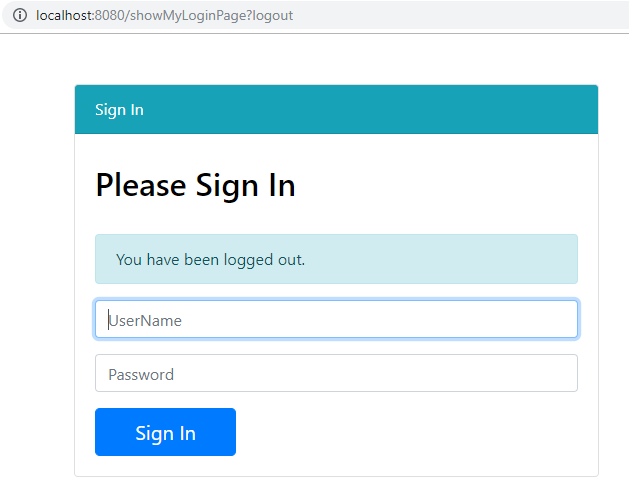 localhost:8080/showMyLoginPage?logout
Sign In
Please Sign In
You have been logged out.
UserName
Password
Sign In